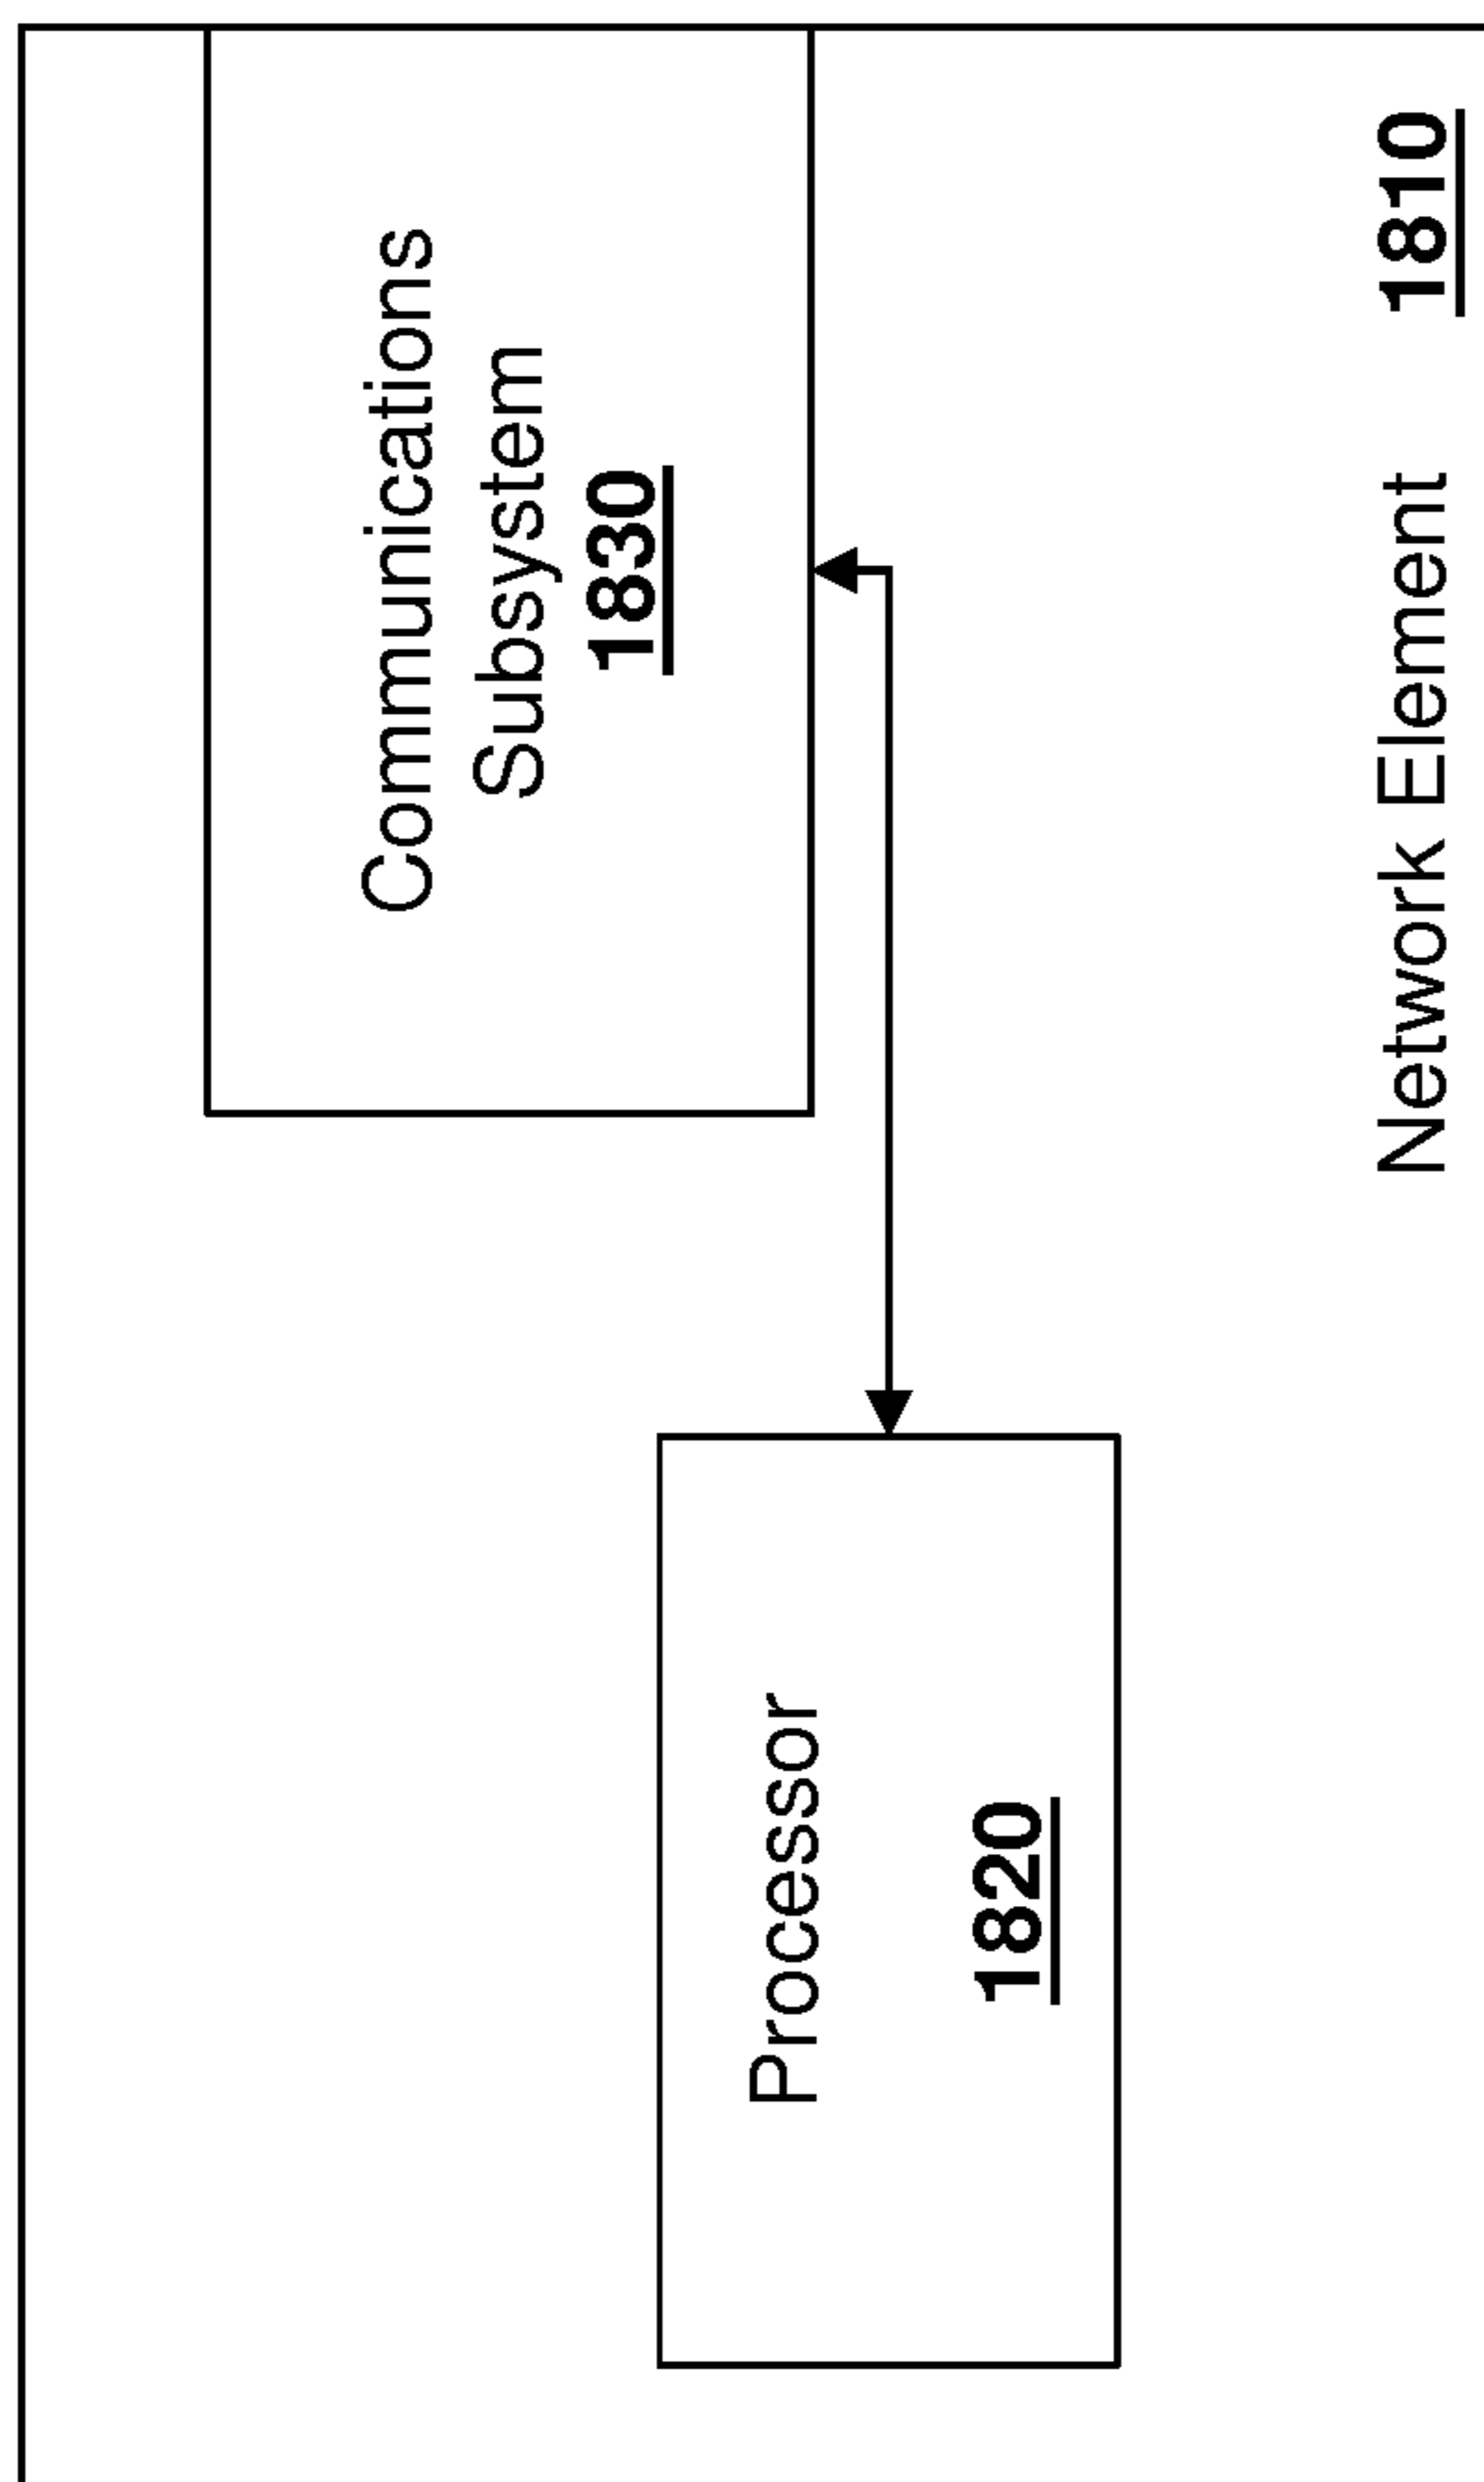 Communications
Subsystem
1830
Processor
1820
Network Element 1810